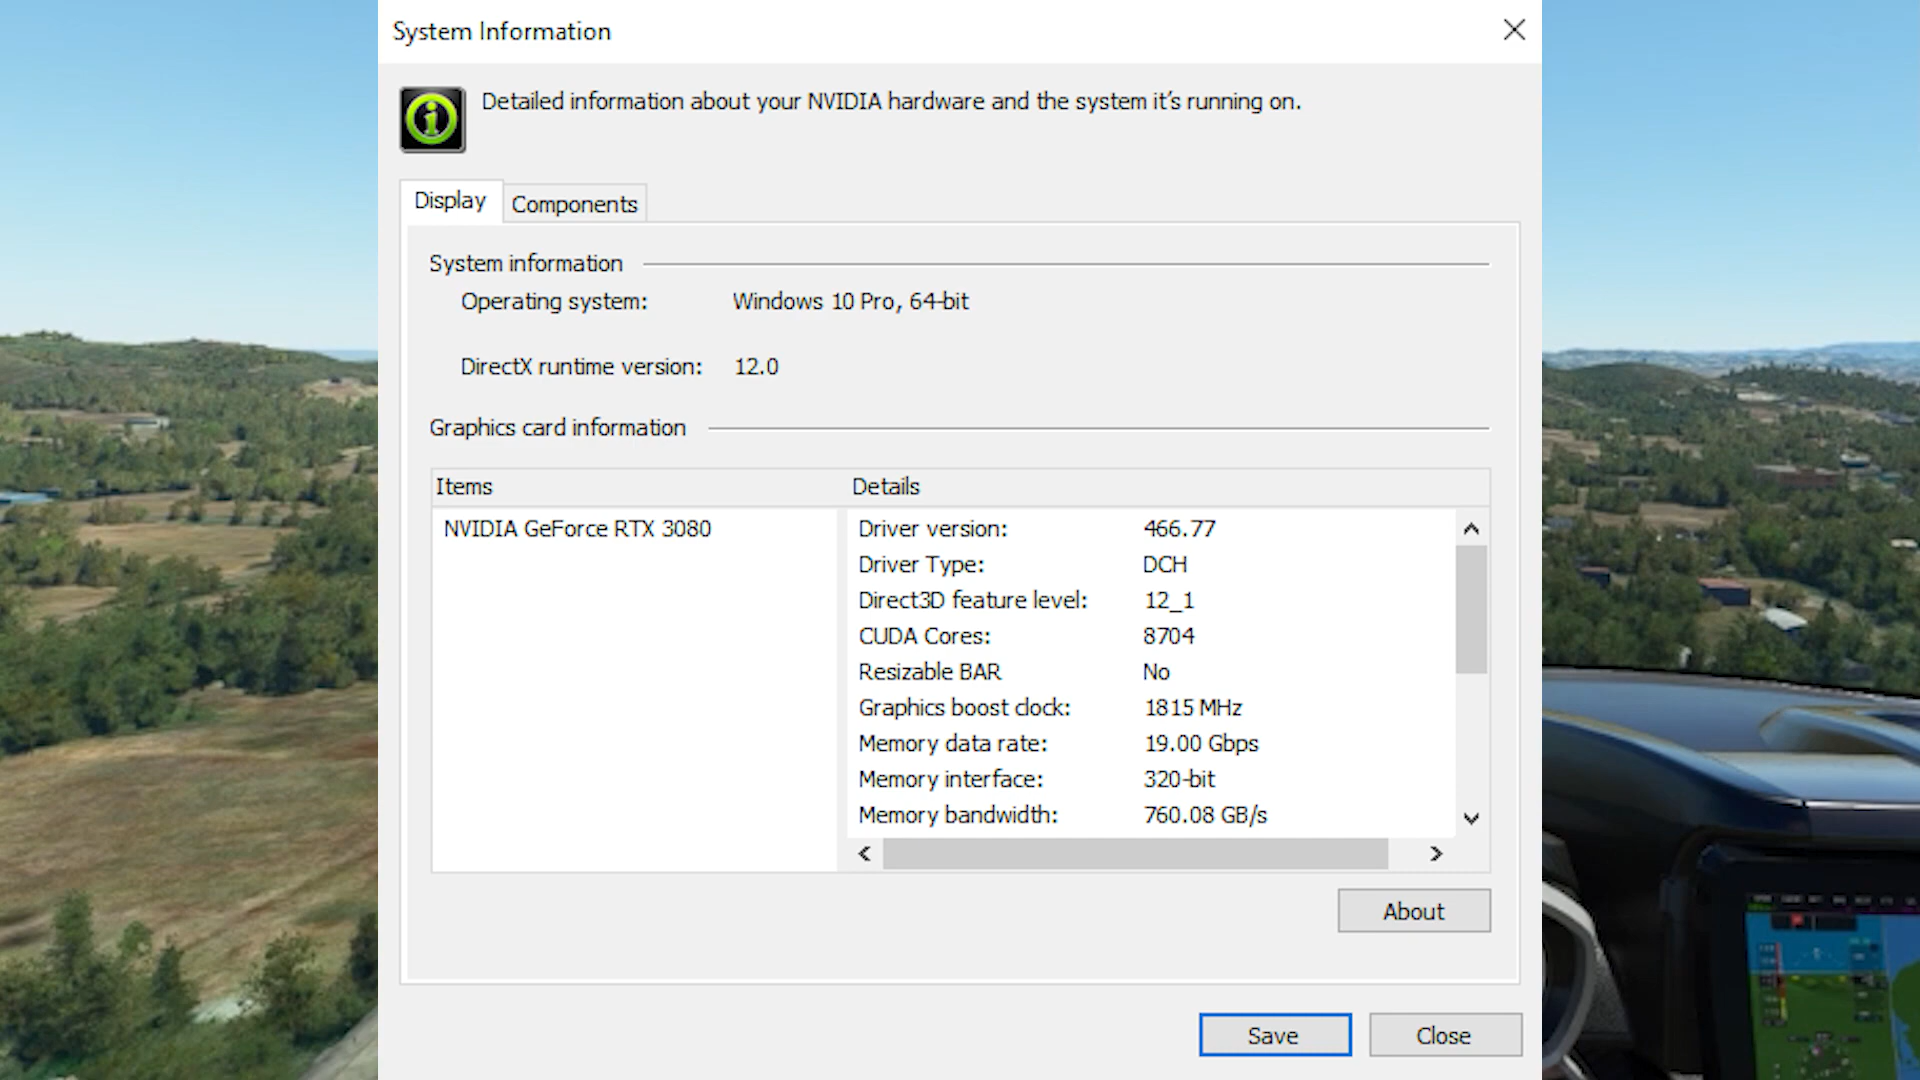 System Information
Detailed information about your NVIDIA hardware and the system it's running on.
Display
Components
System information
Operating system: Windows 10 Pro, 64-bit
DirectX runtime version: 12.0
Graphics card information
Items Details
NVIDIA GeForce RTX 3080
Driver version: 466.77
Driver Type: DCH
Direct3D feature level: 12_1
CUDA Cores: 8704
Resizable BAR No
Graphics boost clock: 1815 MHz
Memory data rate: 19.00 Gbps
Memory interface: 320-bit
Memory bandwidth: 760.08 GB/s
About
Save
Close